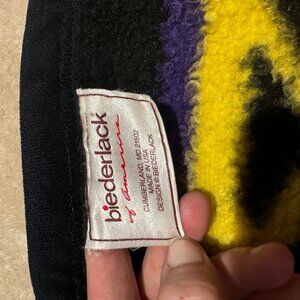 biederlack®
of america
CUMBERLAND, MD 21502
MADE IN USA
DESIGN © BIEDERLACK